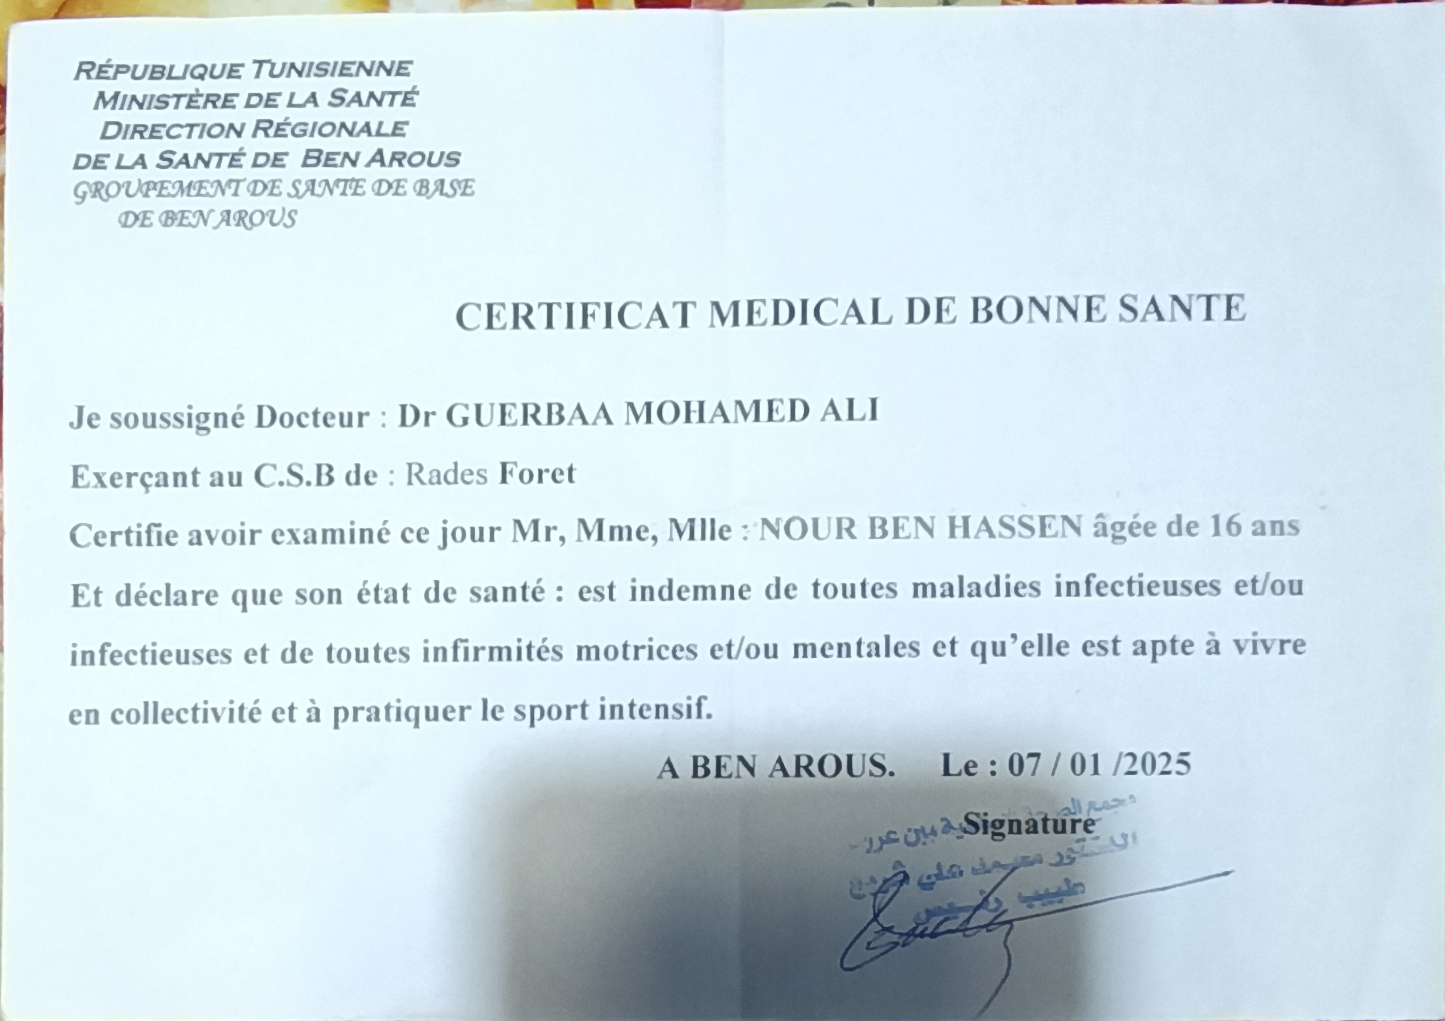 RÉPUBLIQUE TUNISIENNE
MINISTÈRE DE LA SANTÉ
DIRECTION RÉGIONALE
DE LA SANTÉ DE BEN AROUS
GROUPEMENT DE SANTE DE BASE
DE BEN AROUS
CERTIFICAT MEDICAL DE BONNE SANTE
Je soussigné Docteur : Dr GUERBAA MOHAMED ALI
Exerçant au C.S.B de : Rades Foret
Certifie avoir examiné ce jour Mr, Mme, Mlle : NOUR BEN HASSEN âgée de 16 ans
Et déclare que son état de santé : est indemne de toutes maladies infectieuses et/ou
infectieuses et de toutes infirmités motrices et/ou mentales et qu'elle est apte à vivre
en collectivité et à pratiquer le sport intensif.
A BEN AROUS. Le : 07 / 01 /2025
Signature
محمد علي
طبيب